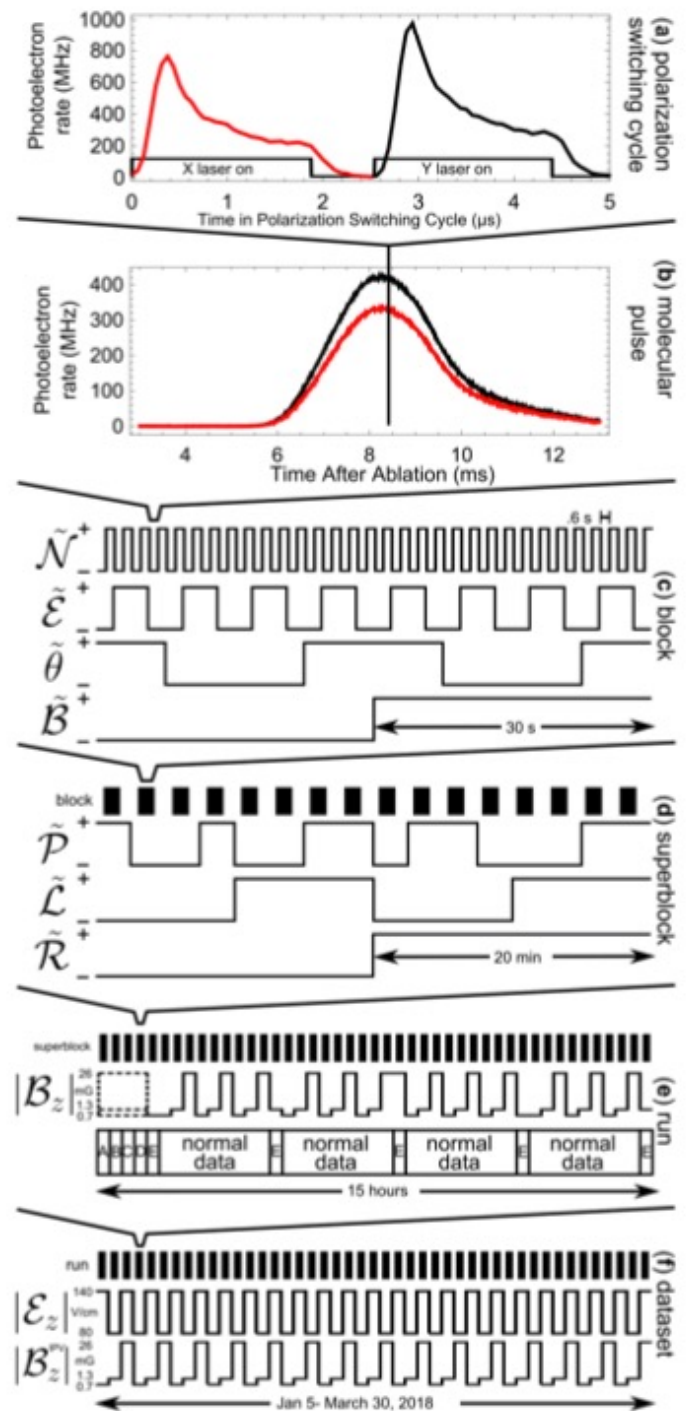 (a) polarization switching cycle
Photoelectron rate (MHz)
1000
800
600
400
200
0
X laser on
Y laser on
0 1 2 3 4 5
Time in Polarization Switching Cycle (μs)
(b) molecular pulse
Photoelectron rate (MHz)
400
300
200
100
0
4 6 8 10 12
Time After Ablation (ms)
(c) block
.6 s
Ñ + −
ℰ̃ + −
θ̃ + −
ℬ̃ + −
30 s
(d) superblock
block
𝒫̃ + −
ℒ̃ + −
ℛ̃ + −
20 min
(e) run
superblock
|ℬz| 26 mG 1.3 0.7
A B C D E normal data E normal data E normal data E normal data E
15 hours
(f) dataset
run
|ℰz| 140 V/cm 80
|ℬz| 26 mG 1.3 0.7
Jan 5- March 30, 2018